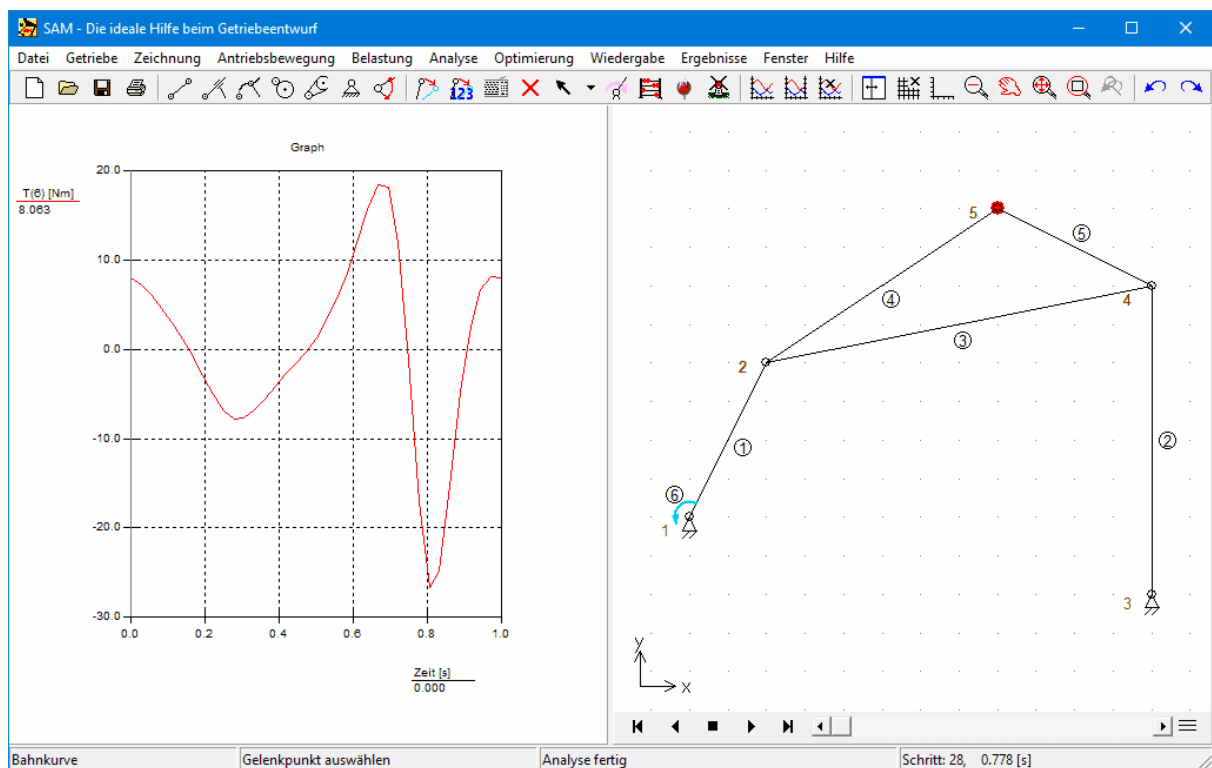 SAM - Die ideale Hilfe beim Getriebeentwurf
Datei Getriebe Zeichnung Antriebsbewegung Belastung Analyse Optimierung Wiedergabe Ergebnisse Fenster Hilfe
123
Graph
T(6) [Nm]
8.063
20.0
10.0
0.0
-10.0
-20.0
-30.0
0.0 0.2 0.4 0.6 0.8 1.0
Zeit [s]
0.000
5
5
4
4
3
2
2
1
6
1
3
y
x
Bahnkurve Gelenkpunkt auswählen Analyse fertig Schritt: 28, 0.778 [s]